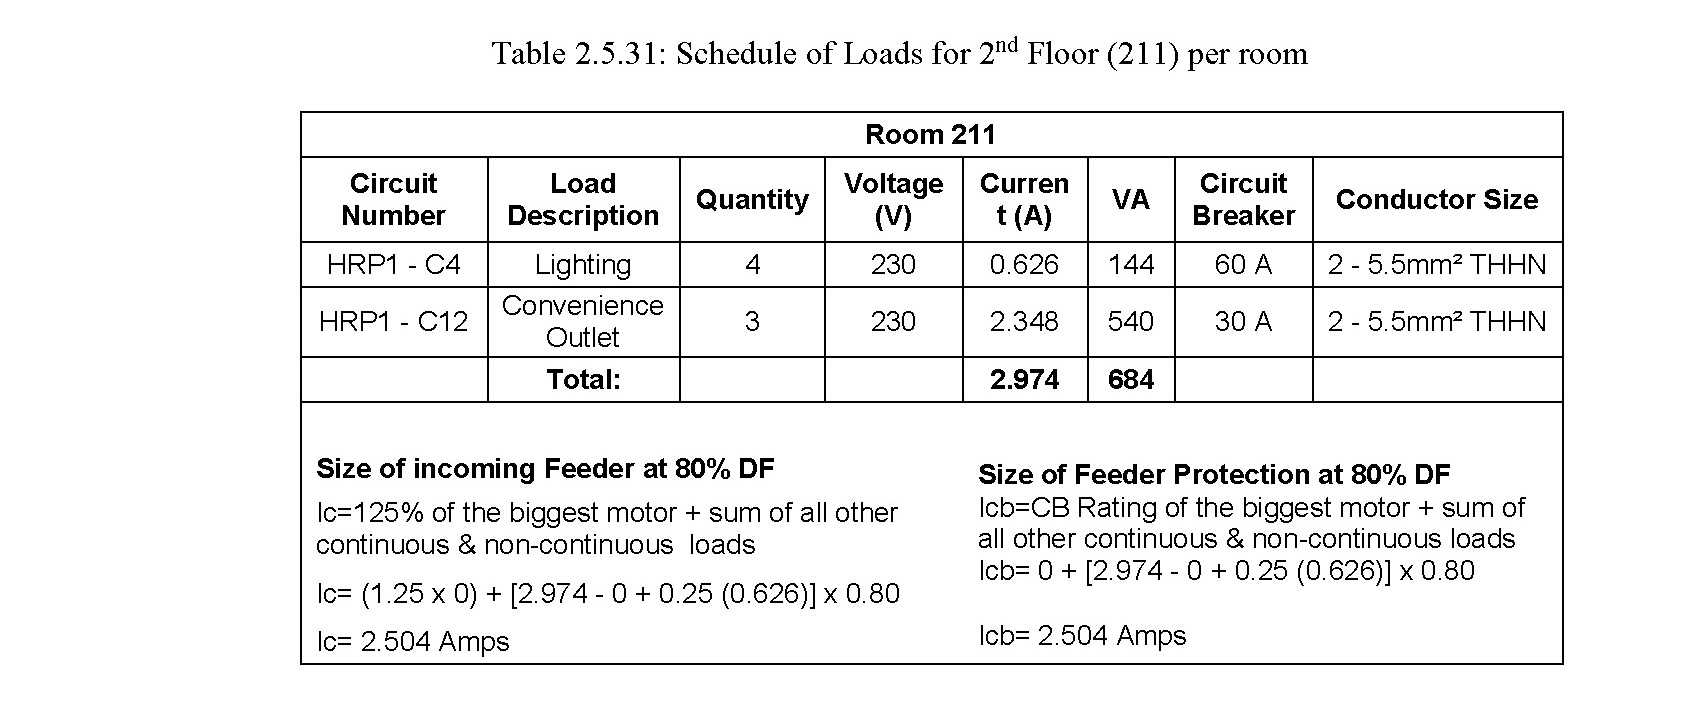 Table 2.5.31: Schedule of Loads for 2nd Floor (211) per room
Room 211
Circuit Number | Load Description | Quantity | Voltage (V) | Curren t (A) | VA | Circuit Breaker | Conductor Size
HRP1 - C4 | Lighting | 4 | 230 | 0.626 | 144 | 60 A | 2 - 5.5mm² THHN
HRP1 - C12 | Convenience Outlet | 3 | 230 | 2.348 | 540 | 30 A | 2 - 5.5mm² THHN
Total: | 2.974 | 684
Size of incoming Feeder at 80% DF
Ic=125% of the biggest motor + sum of all other
continuous & non-continuous loads
Ic= (1.25 x 0) + [2.974 - 0 + 0.25 (0.626)] x 0.80
Ic= 2.504 Amps
Size of Feeder Protection at 80% DF
Icb=CB Rating of the biggest motor + sum of
all other continuous & non-continuous loads
Icb= 0 + [2.974 - 0 + 0.25 (0.626)] x 0.80
Icb= 2.504 Amps